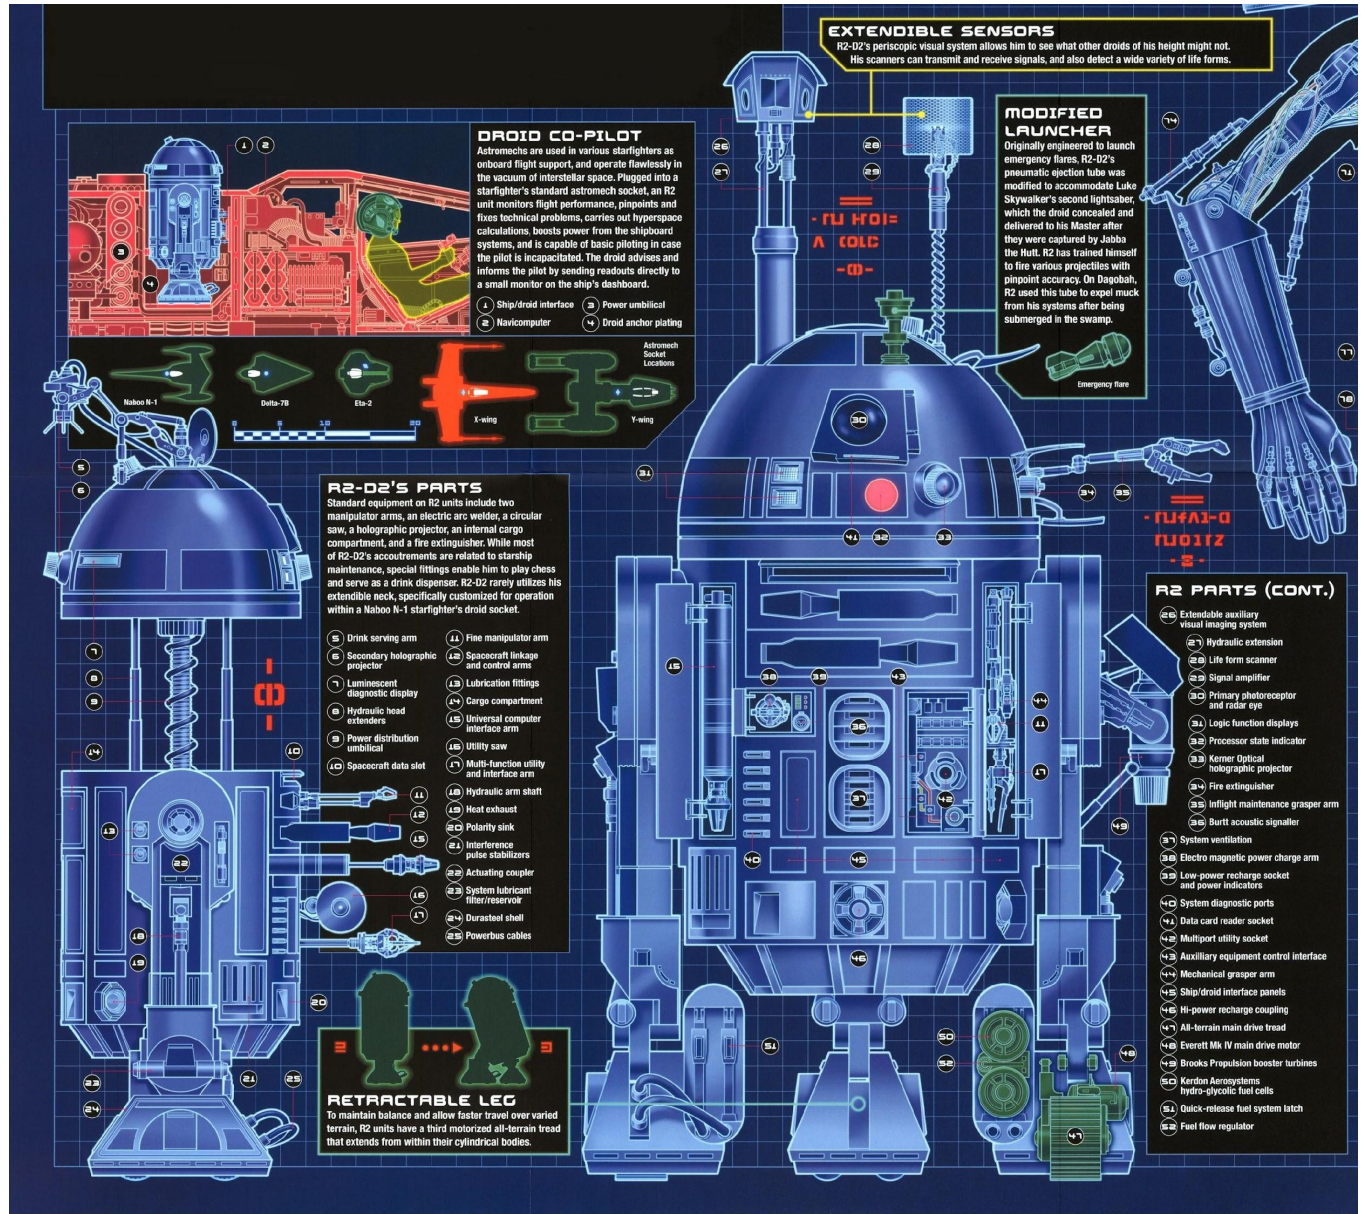 EXTENDIBLE SENSORS
R2-D2's periscopic visual system allows him to see what other droids of his height might not.
His scanners can transmit and receive signals, and also detect a wide variety of life forms.
DROID CO-PILOT
Astromechs are used in various starfighters as
onboard flight support, and operate flawlessly in
the vacuum of interstellar space. Plugged into a
starfighter's standard astromech socket, an R2
unit monitors flight performance, pinpoints and
fixes technical problems, carries out hyperspace
calculations, boosts power from the shipboard
systems, and is capable of basic piloting in case
the pilot is incapacitated. The droid advises and
informs the pilot by sending readouts directly to
a small monitor on the ship's dashboard.
1 Ship/droid interface
2 Navicomputer
3 Power umbilical
4 Droid anchor plating
MODIFIED
LAUNCHER
Originally engineered to launch
emergency flares, R2-D2's
pneumatic ejection tube was
modified to accommodate Luke
Skywalker's second lightsaber,
which the droid concealed and
delivered to his Master after
they were captured by Jabba
the Hutt. R2 has trained himself
to fire various projectiles with
pinpoint accuracy. On Dagobah,
R2 used this tube to expel muck
from his systems after being
submerged in the swamp.
Emergency flare
Astromech
Socket
Locations
Naboo N-1
Delta-7B
Eta-2
X-wing
Y-wing
0 5 10 20
R2-D2'S PARTS
Standard equipment on R2 units include two
manipulator arms, an electric arc welder, a circular
saw, a holographic projector, an internal cargo
compartment, and a fire extinguisher. While most
of R2-D2's accoutrements are related to starship
maintenance, special fittings enable him to play chess
and serve as a drink dispenser. R2-D2 rarely utilizes his
extendible neck, specifically customized for operation
within a Naboo N-1 starfighter's droid socket.
5 Drink serving arm
6 Secondary holographic
projector
7 Luminescent
diagnostic display
8 Hydraulic head
extenders
9 Power distribution
umbilical
10 Spacecraft data slot
11 Fine manipulator arm
12 Spacecraft linkage
and control arms
13 Lubrication fittings
14 Cargo compartment
15 Universal computer
interface arm
16 Utility saw
17 Multi-function utility
and interface arm
18 Hydraulic arm shaft
19 Heat exhaust
20 Polarity sink
21 Interference
pulse stabilizers
22 Actuating coupler
23 System lubricant
filter/reservoir
24 Durasteel shell
25 Powerbus cables
R2 PARTS (CONT.)
26 Extendable auxiliary
visual imaging system
27 Hydraulic extension
28 Life form scanner
29 Signal amplifier
30 Primary photoreceptor
and radar eye
31 Logic function displays
32 Processor state indicator
33 Kerner Optical
holographic projector
34 Fire extinguisher
35 Inflight maintenance grasper arm
36 Burtt acoustic signaller
37 System ventilation
38 Electro magnetic power charge arm
39 Low-power recharge socket
and power indicators
40 System diagnostic ports
41 Data card reader socket
42 Multiport utility socket
43 Auxilliary equipment control interface
44 Mechanical grasper arm
45 Ship/droid interface panels
46 Hi-power recharge coupling
47 All-terrain main drive tread
48 Everett Mk IV main drive motor
49 Brooks Propulsion booster turbines
50 Kerdon Aerosystems
hydro-glycolic fuel cells
51 Quick-release fuel system latch
52 Fuel flow regulator
2 3
RETRACTABLE LEG
To maintain balance and allow faster travel over varied
terrain, R2 units have a third motorized all-terrain tread
that extends from within their cylindrical bodies.